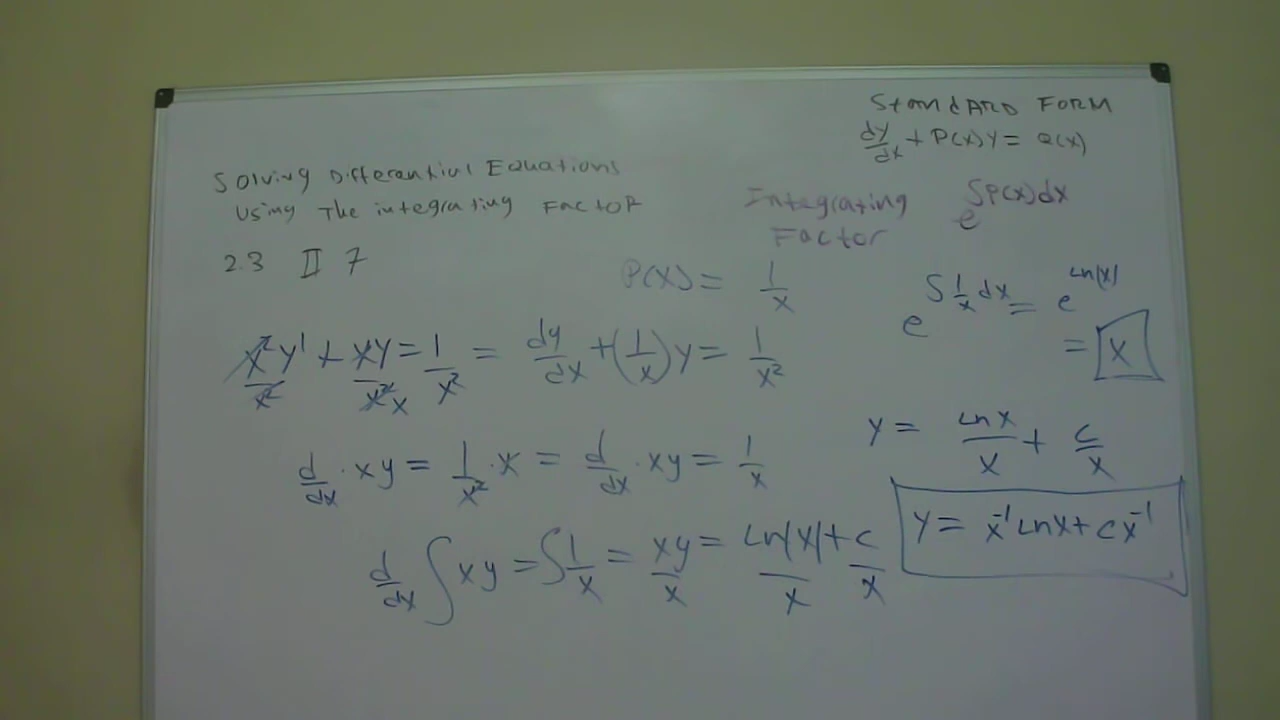 STANDARD FORM
dy/dx + P(x)Y = Q(x)
Solving Differential Equations
Using The integrating FACTOR
2.3 II 7
Integrating Factor e^∫P(x)dx
P(X) = 1/x
e^∫1/x dx = e^Ln|x|
= x
x²y'/x² + xy/x² x = 1/x² = dy/dx + (1/x)y = 1/x²
d/dx · xy = 1/x² · x = d/dx · xy = 1/x
y = Lnx/x + c/x
d/dx ∫xy = ∫1/x = xy/x = Ln|x|/x + c/x
y = x⁻¹Lnx + cx⁻¹